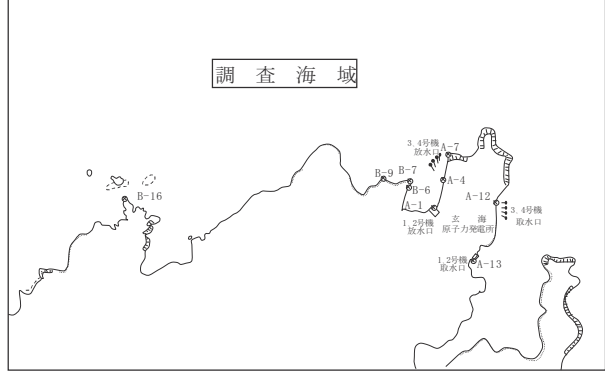 調査海域
3.4号機
放水口
A-7
B-9
B-7
B-6
A-4
A-1
1.2号機
放水口
A-12
3.4号機
取水口
玄海
原子力発電所
1.2号機
取水口
A-13
B-16